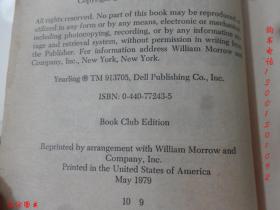 All rights reserved. No part of this book may be reproduced
utilized in any form or by any means, electronic or mechan
including photocopying, recording, or by any information st
rage and retrieval system, without permission in writing from
the Publisher. For information address William Morrow and
Company, Inc., New York, New York.
Yearling ® TM 913705, Dell Publishing Co., Inc.
ISBN: 0-440-77243-5
Book Club Edition
Reprinted by arrangement with William Morrow and
Company, Inc.
Printed in the United States of America
May 1979
10 9